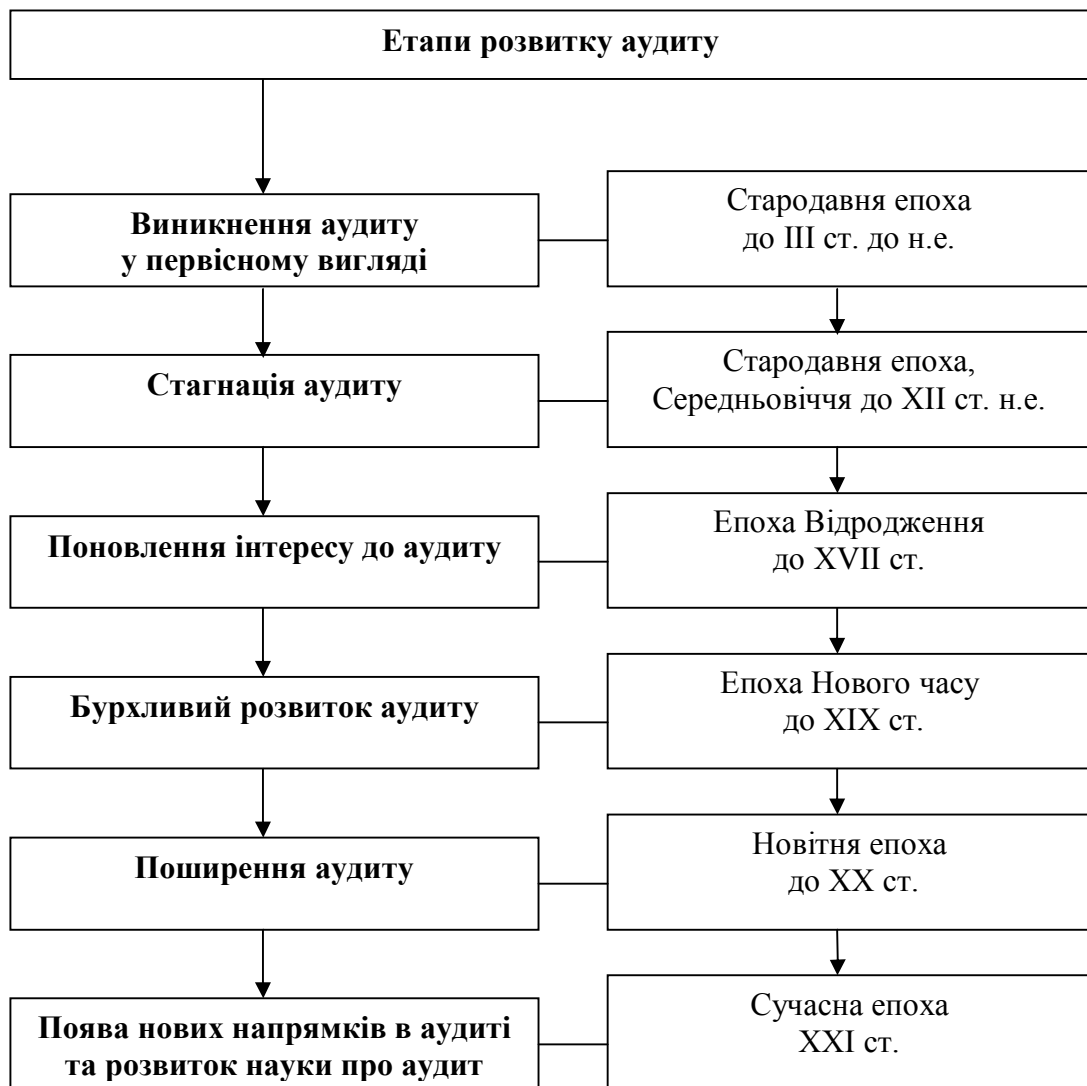 Етапи розвитку аудиту
Виникнення аудиту
у первісному вигляді
Стародавня епоха
до III ст. до н.е.
Стагнація аудиту
Стародавня епоха,
Середньовіччя до XII ст. н.е.
Поновлення інтересу до аудиту
Епоха Відродження
до XVII ст.
Бурхливий розвиток аудиту
Епоха Нового часу
до XIX ст.
Поширення аудиту
Новітня епоха
до XX ст.
Поява нових напрямків в аудиті
та розвиток науки про аудит
Сучасна епоха
XXI ст.